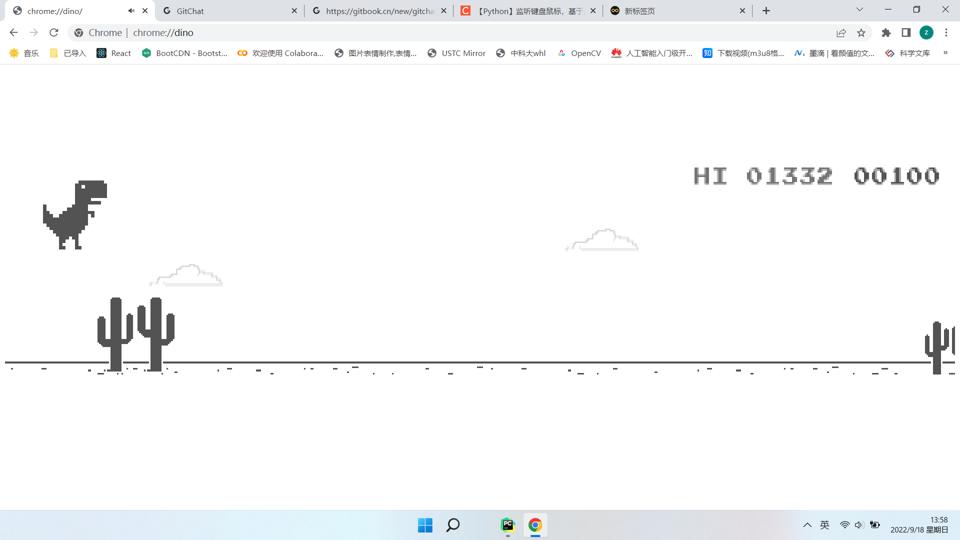 chrome://dino/
GitChat
https://gitbook.cn/new/gitcha
【Python】监听键盘鼠标，基于
新标签页
Chrome | chrome://dino
音乐
已导入
React
BootCDN - Bootst...
欢迎使用 Colabora...
图片表情制作,表情...
USTC Mirror
中科大whl
OpenCV
人工智能入门极开...
下载视频(m3u8格...
墨滴 | 看颜值的文...
科学文库
HI 01332 00100
英
13:58
2022/9/18 星期日